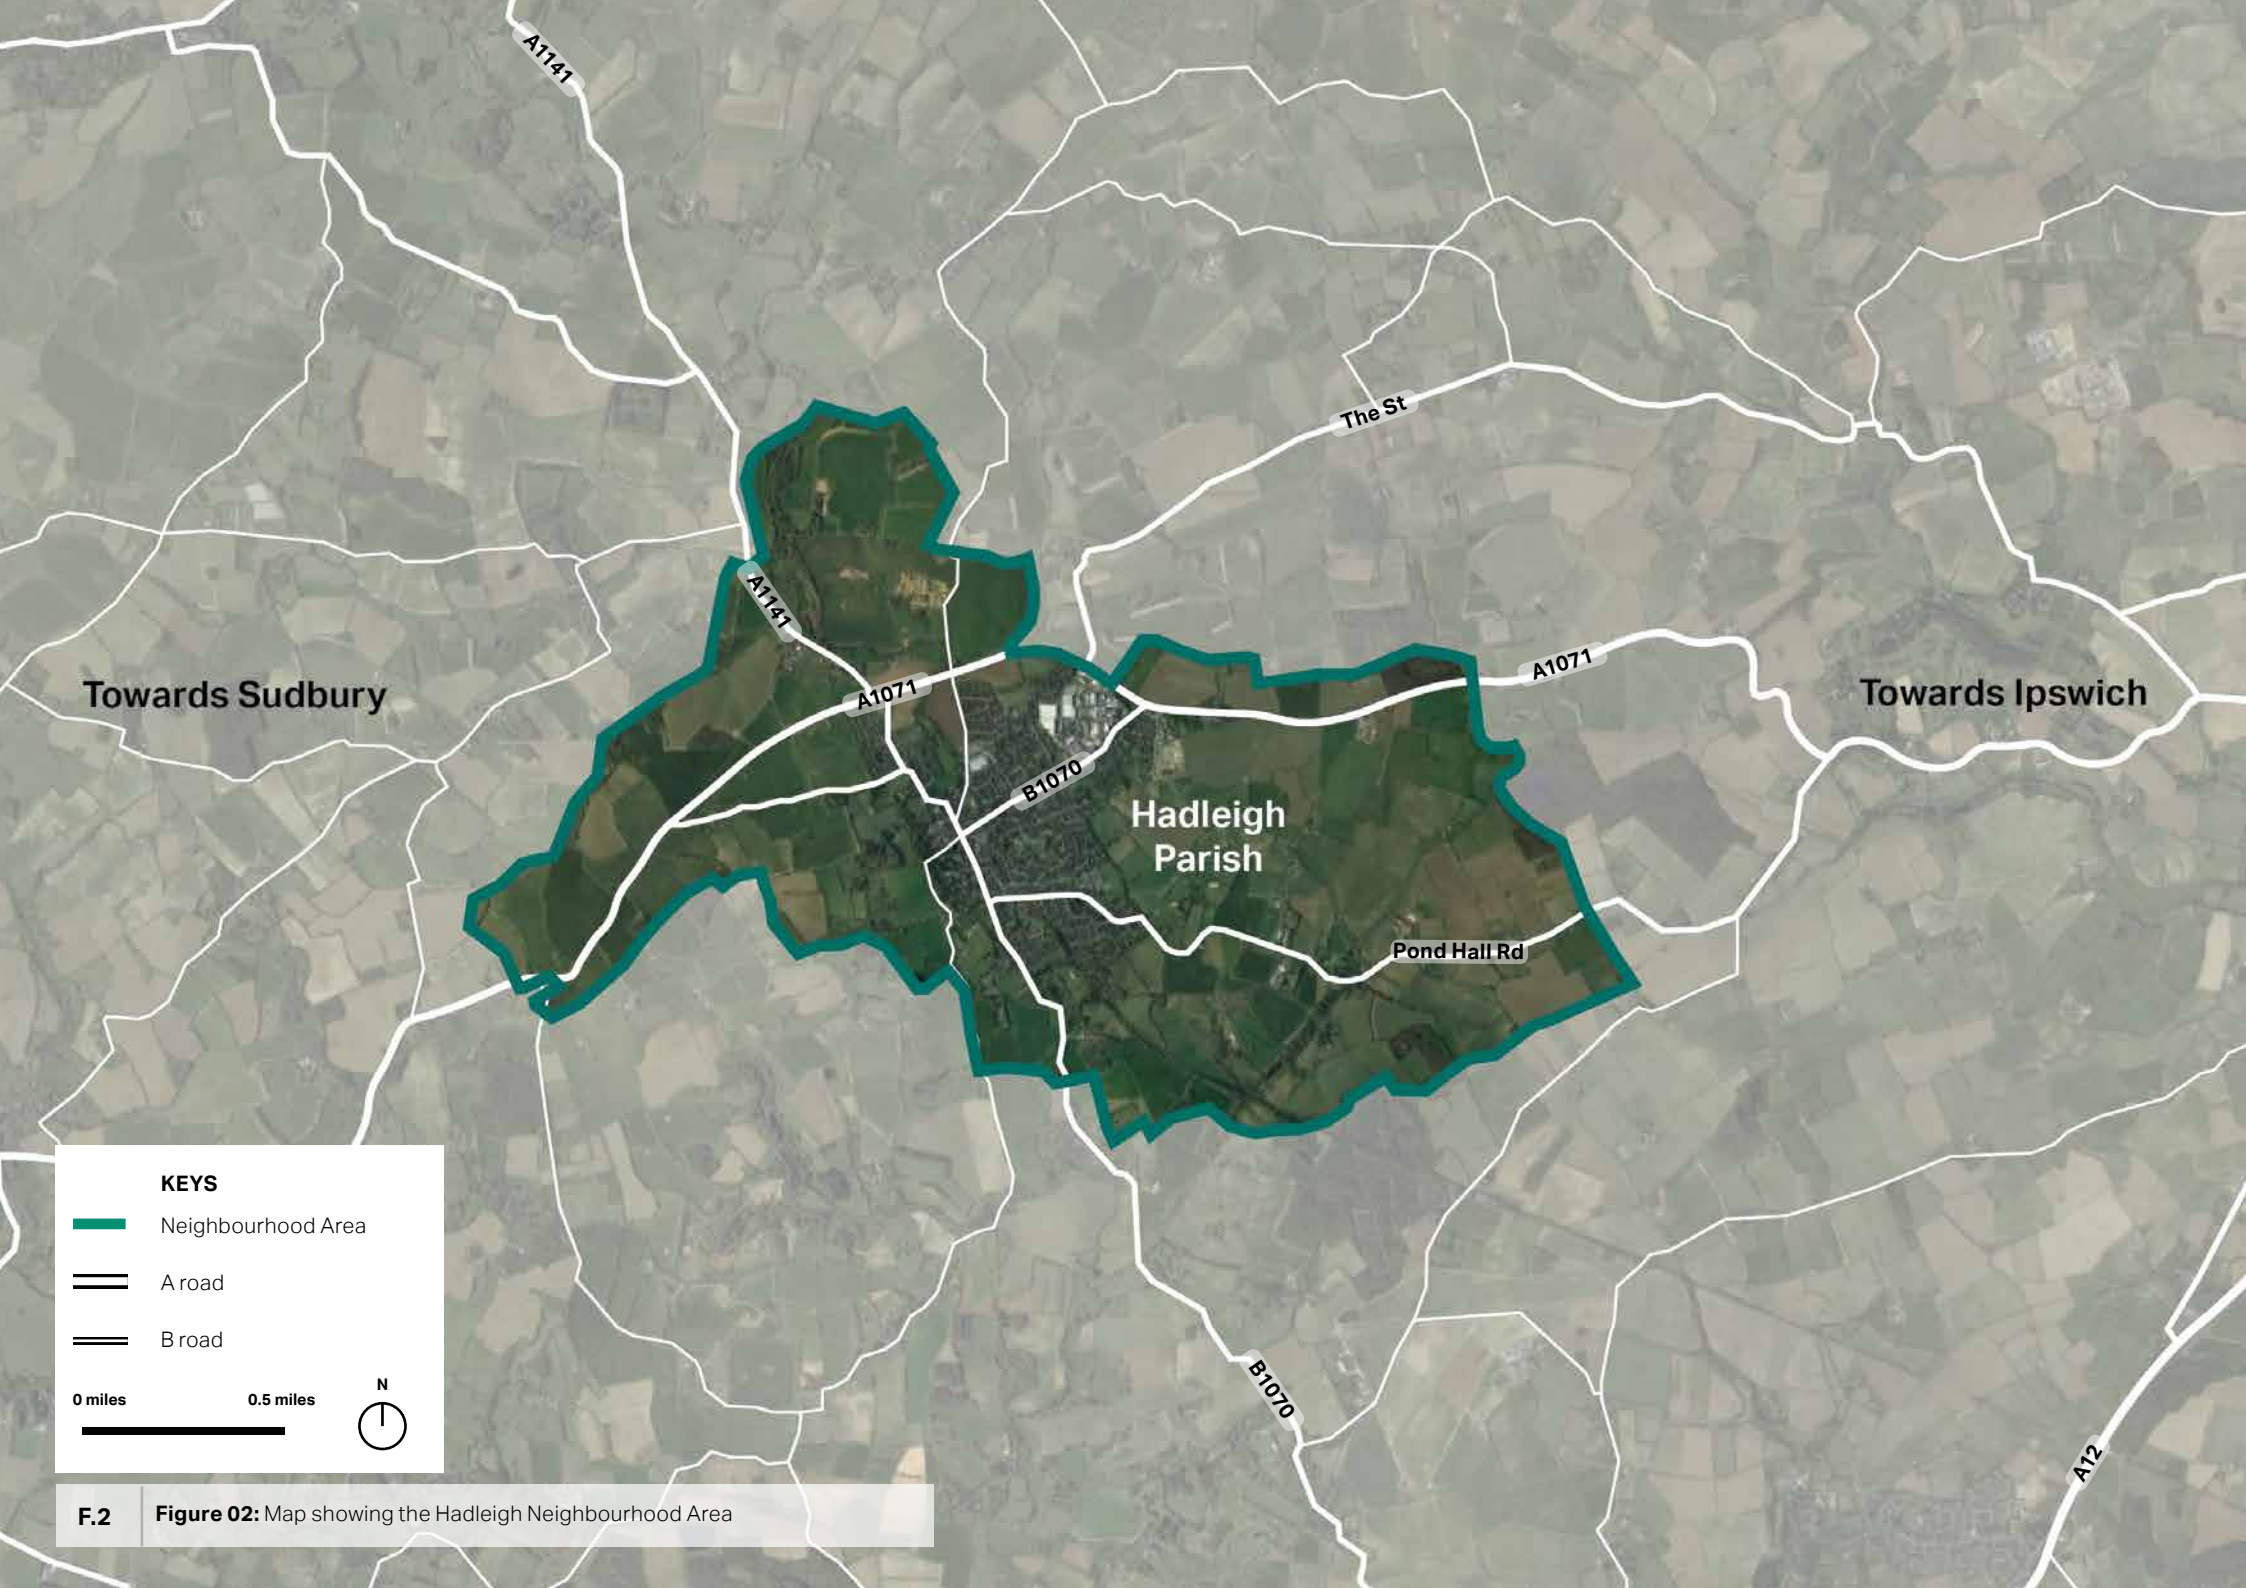 A1141
The St
A1141
A1071
A1071
Towards Sudbury
Towards Ipswich
B1070
Hadleigh
Parish
Pond Hall Rd
KEYS
Neighbourhood Area
A road
B road
0 miles
0.5 miles
N
B1070
A12
F.2
Figure 02: Map showing the Hadleigh Neighbourhood Area